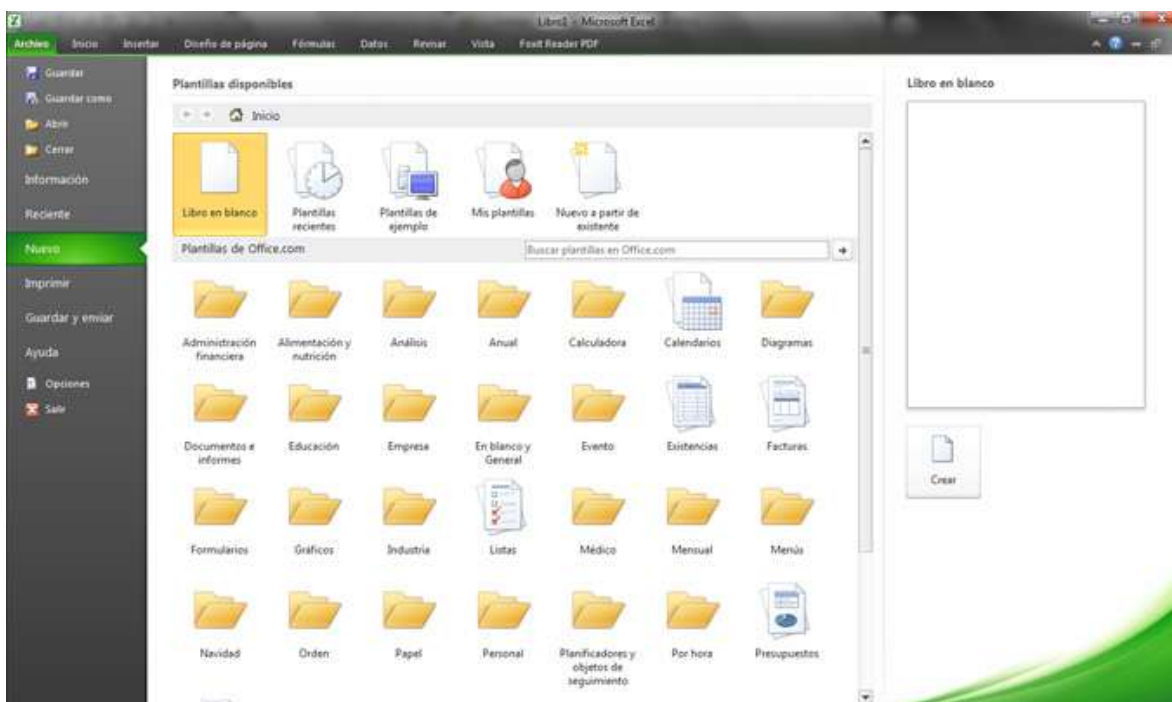 Libro1 - Microsoft Excel
Archivo Inicio Insertar Diseño de página Fórmulas Datos Revisar Vista Foxit Reader PDF
Guardar
Guardar como
Abrir
Cerrar
Información
Reciente
Nuevo
Imprimir
Guardar y enviar
Ayuda
Opciones
Salir
Plantillas disponibles
Inicio
Libro en blanco
Plantillas
recientes
Plantillas de
ejemplo
Mis plantillas
Nuevo a partir de
existente
Plantillas de Office.com
Buscar plantillas en Office.com
Administración
financiera
Alimentación y
nutrición
Análisis
Anual
Calculadora
Calendarios
Diagramas
Documentos e
informes
Educación
Empresa
En blanco y
General
Evento
Existencias
Facturas
Formularios
Gráficos
Industria
Listas
Médico
Mensual
Menús
Navidad
Orden
Papel
Personal
Planificadores y
objetos de
seguimiento
Por hora
Presupuestos
Libro en blanco
Crear